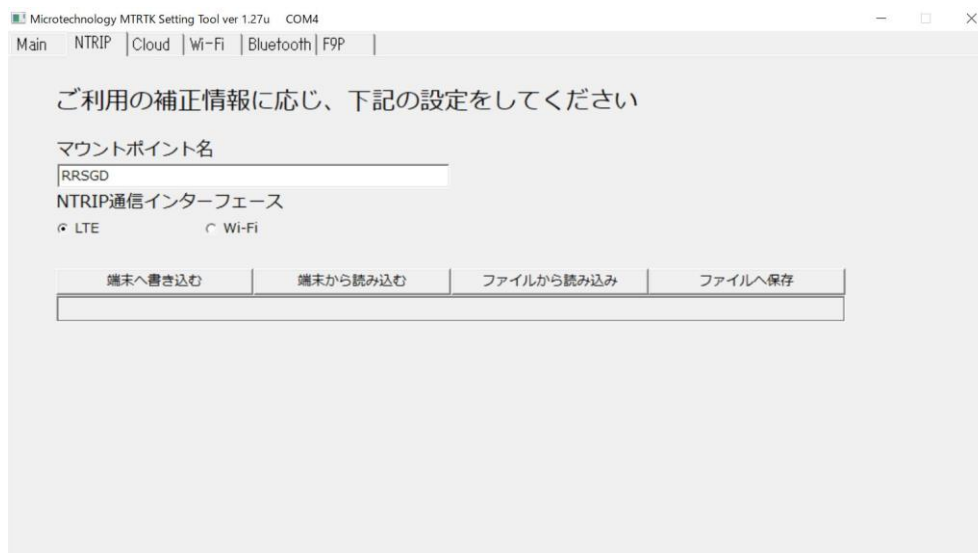 Microtechnology MTRTK Setting Tool ver 1.27u COM4
Main NTRIP Cloud Wi-Fi Bluetooth F9P
ご利用の補正情報に応じ、下記の設定をしてください
マウントポイント名
RRSGD
NTRIP通信インターフェース
LTE Wi-Fi
端末へ書き込む 端末から読み込む ファイルから読み込み ファイルへ保存